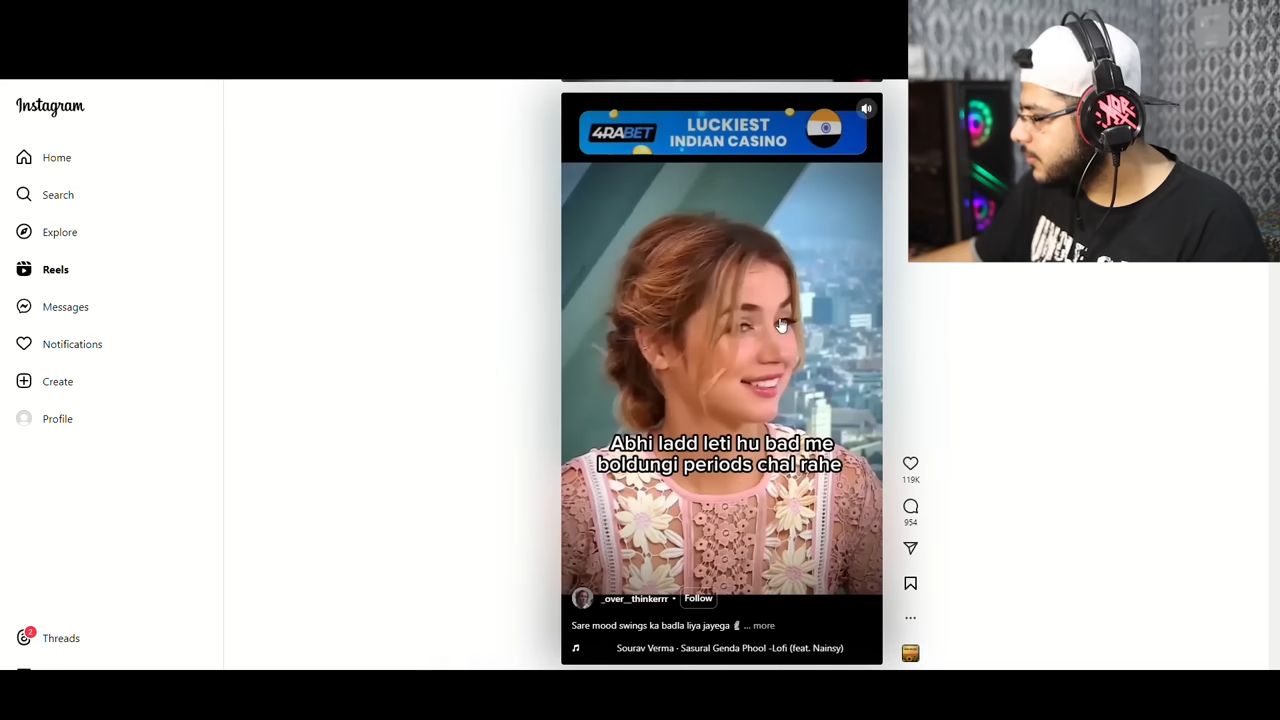 Instagram
Home
Search
Explore
Reels
Messages
Notifications
Create
Profile
2
Threads
4RABET
LUCKIEST
INDIAN CASINO
Abhi ladd leti hu bad me
boldungi periods chal rahe
_over__thinkerrr • Follow
Sare mood swings ka badla liya jayega ✌ ... more
Sourav Verma · Sasural Genda Phool -Lofi (feat. Nainsy)
119K
954